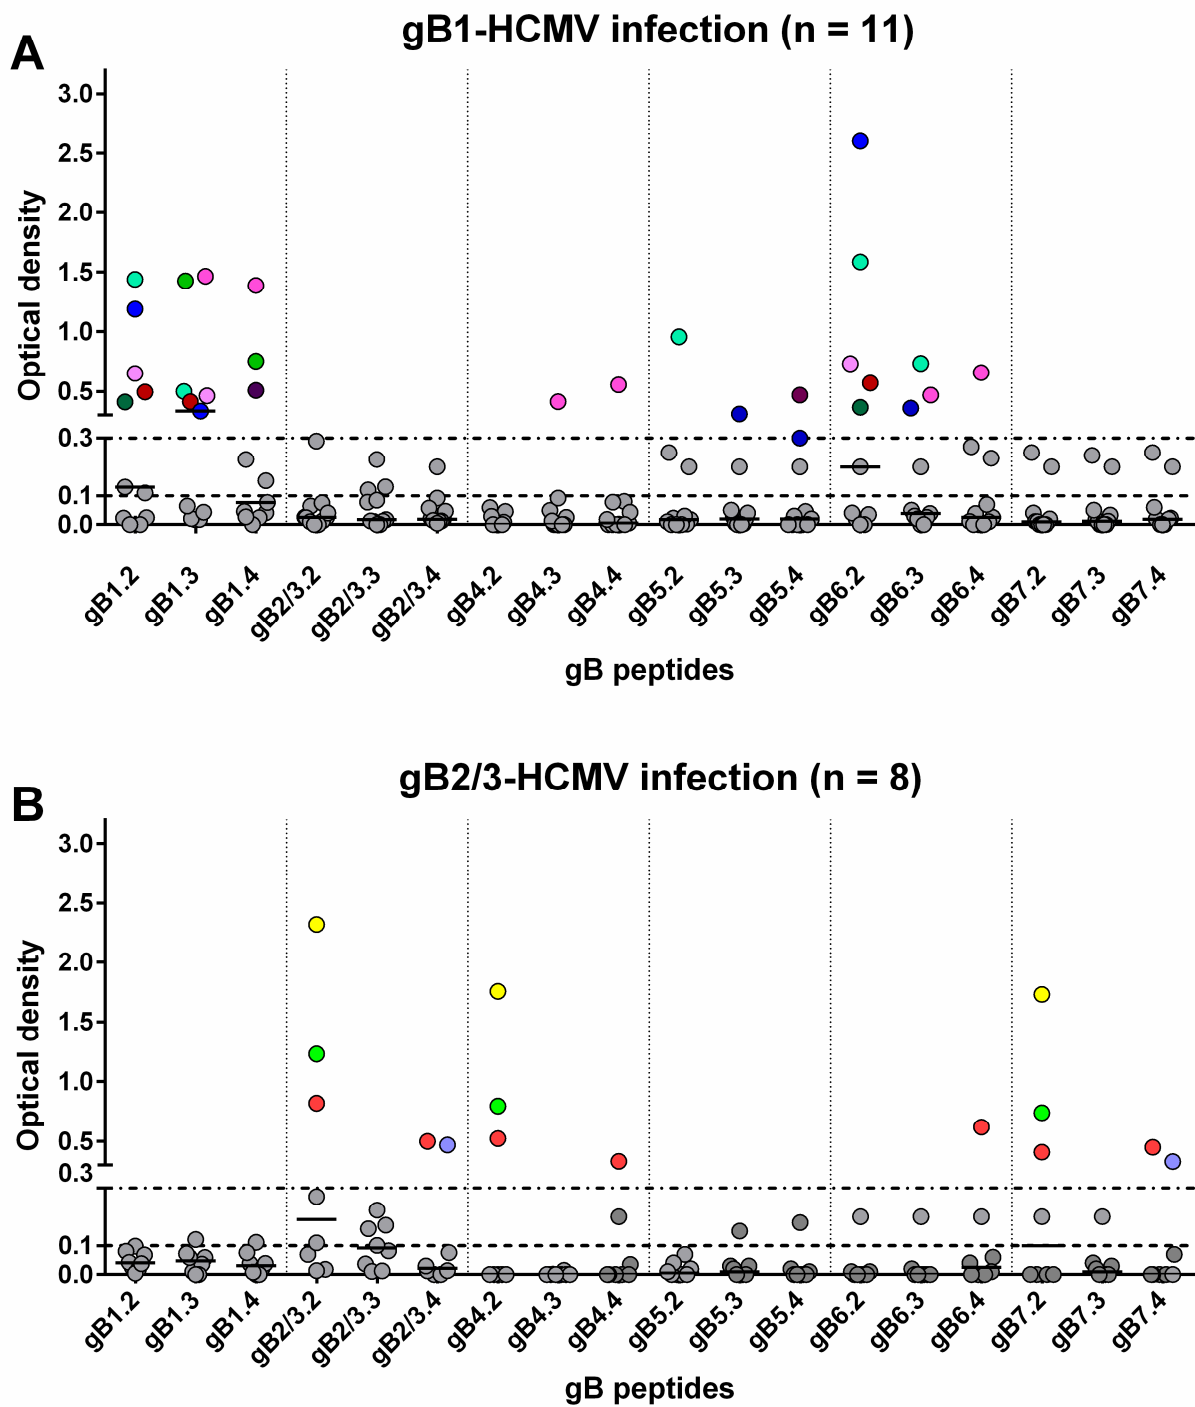 gB1-HCMV infection (n = 11)
A
3.0
2.5
2.0
1.5
1.0
0.5
0.3
0.1
0.0
Optical density
gB1.2 gB1.3 gB1.4 gB2/3.2 gB2/3.3 gB2/3.4 gB4.2 gB4.3 gB4.4 gB5.2 gB5.3 gB5.4 gB6.2 gB6.3 gB6.4 gB7.2 gB7.3 gB7.4
gB peptides
gB2/3-HCMV infection (n = 8)
B
3.0
2.5
2.0
1.5
1.0
0.5
0.3
0.1
0.0
Optical density
gB1.2 gB1.3 gB1.4 gB2/3.2 gB2/3.3 gB2/3.4 gB4.2 gB4.3 gB4.4 gB5.2 gB5.3 gB5.4 gB6.2 gB6.3 gB6.4 gB7.2 gB7.3 gB7.4
gB peptides